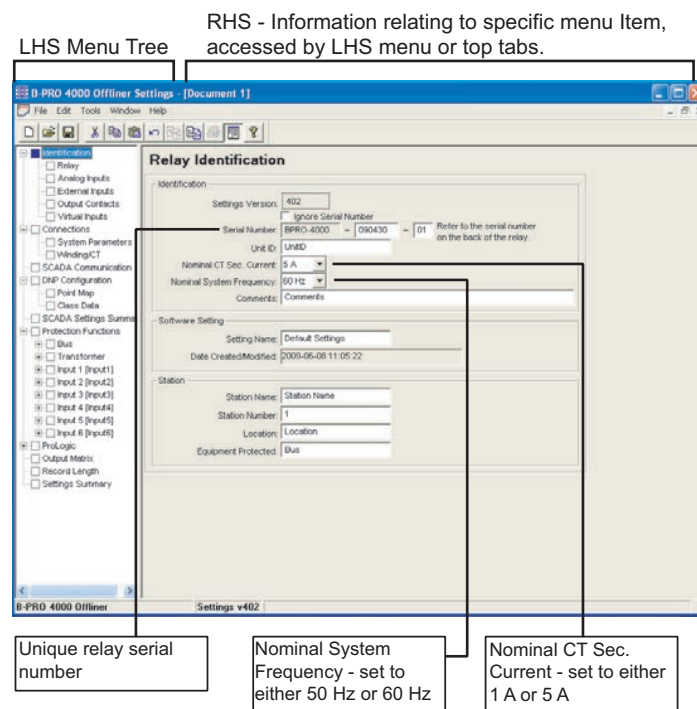 RHS - Information relating to specific menu Item,
LHS Menu Tree
accessed by LHS menu or top tabs.
B-PRO 4000 Offliner Settings - [Document 1]
File Edit Tools Window Help
Identification
Relay
Analog Inputs
External Inputs
Output Contacts
Virtual Inputs
Connections
System Parameters
Winding/CT
SCADA Communication
DNP Configuration
Point Map
Class Data
SCADA Settings Summa
Protection Functions
Bus
Transformer
Input 1 [Input1]
Input 2 [Input2]
Input 3 [Input3]
Input 4 [Input4]
Input 5 [Input5]
Input 6 [Input6]
ProLogic
Output Matrix
Record Length
Settings Summary
Relay Identification
Identification
Settings Version: 402
Ignore Serial Number
Serial Number: BPRO-4000 - 090430 - 01 Refer to the serial number
on the back of the relay.
Unit ID: UnitID
Nominal CT Sec. Current: 5 A
Nominal System Frequency: 60 Hz
Comments: Comments
Software Setting
Setting Name: Default Settings
Date Created/Modified: 2009-06-08 11:05:22
Station
Station Name: Station Name
Station Number: 1
Location: Location
Equipment Protected: Bus
B-PRO 4000 Offliner Settings v402
Unique relay serial
number
Nominal System
Frequency - set to
either 50 Hz or 60 Hz
Nominal CT Sec.
Current - set to either
1 A or 5 A